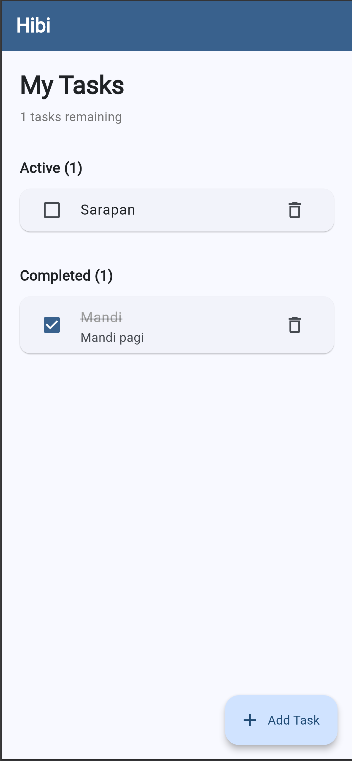 Hibi
My Tasks
1 tasks remaining
Active (1)
Sarapan
Completed (1)
Mandi
Mandi pagi
Add Task